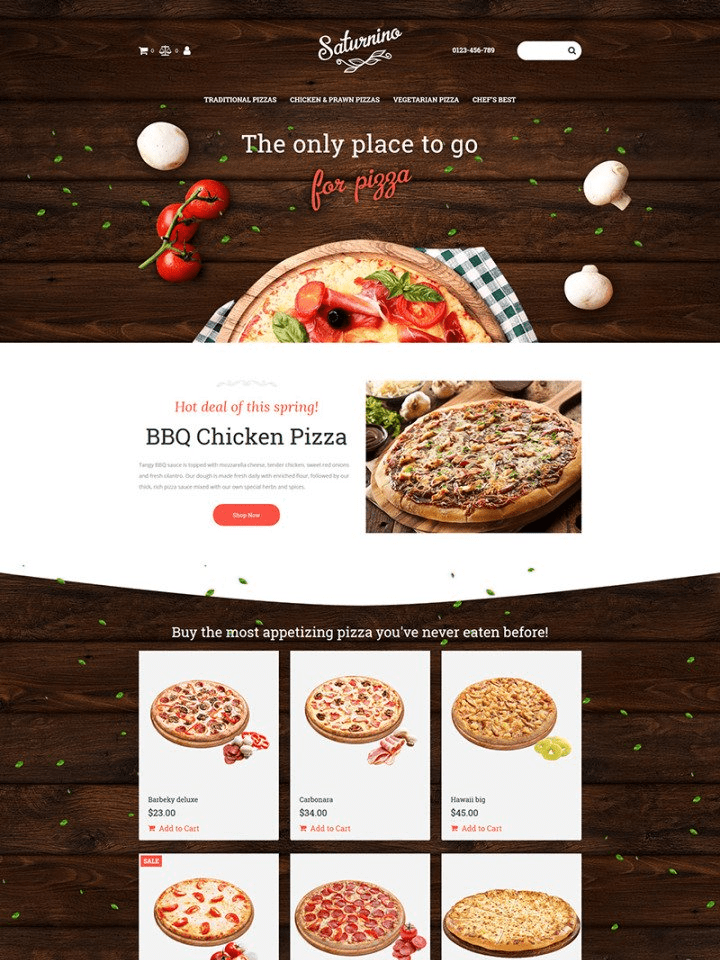 0 0
Saturnino
0123-456-789
TRADITIONAL PIZZAS CHICKEN & PRAWN PIZZAS VEGETARIAN PIZZA CHEF'S BEST
The only place to go
for pizza
Hot deal of this spring!
BBQ Chicken Pizza
Tangy BBQ sauce is topped with mozzarella cheese, tender chicken, sweet red onions
and fresh cilantro. Our dough is made fresh daily with enriched flour, followed by our
thick, rich pizza sauce mixed with our own special herbs and spices.
Shop Now
Buy the most appetizing pizza you've never eaten before!
Barbeky deluxe
$23.00
Add to Cart
Carbonara
$34.00
Add to Cart
Hawaii big
$45.00
Add to Cart
SALE